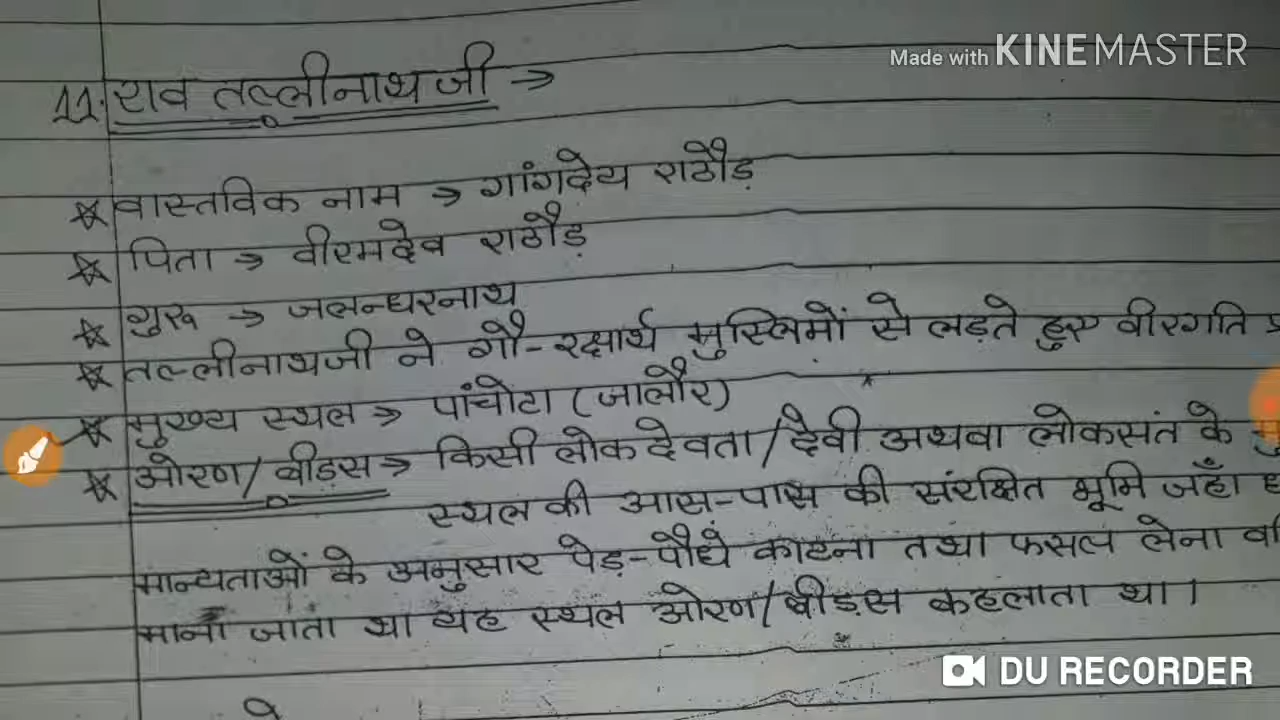 Made with KINEMASTER
11. राव तल्लीनाथ जी →
☆ वास्तविक नाम → गांगदेय राठौड़
☆ पिता → वीरमदेव राठौड़
☆ गुरु → जलन्धरनाथ
☆ तल्लीनाथजी ने गौ-रक्षार्थ मुस्लिमों से लड़ते हुए वीरगति
☆ मुख्य स्थल → पांचोटा (जालौर)
☆ ओरण/बीड़स → किसी लोक देवता/देवी अथवा लोकसंत के
स्थल की आस-पास की संरक्षित भूमि जहाँ
मान्यताओं के अनुसार पेड़-पौधें काटना तथा फसल लेना
माना जाता था यह स्थल ओरण/बीड़स कहलाता था।
DU RECORDER